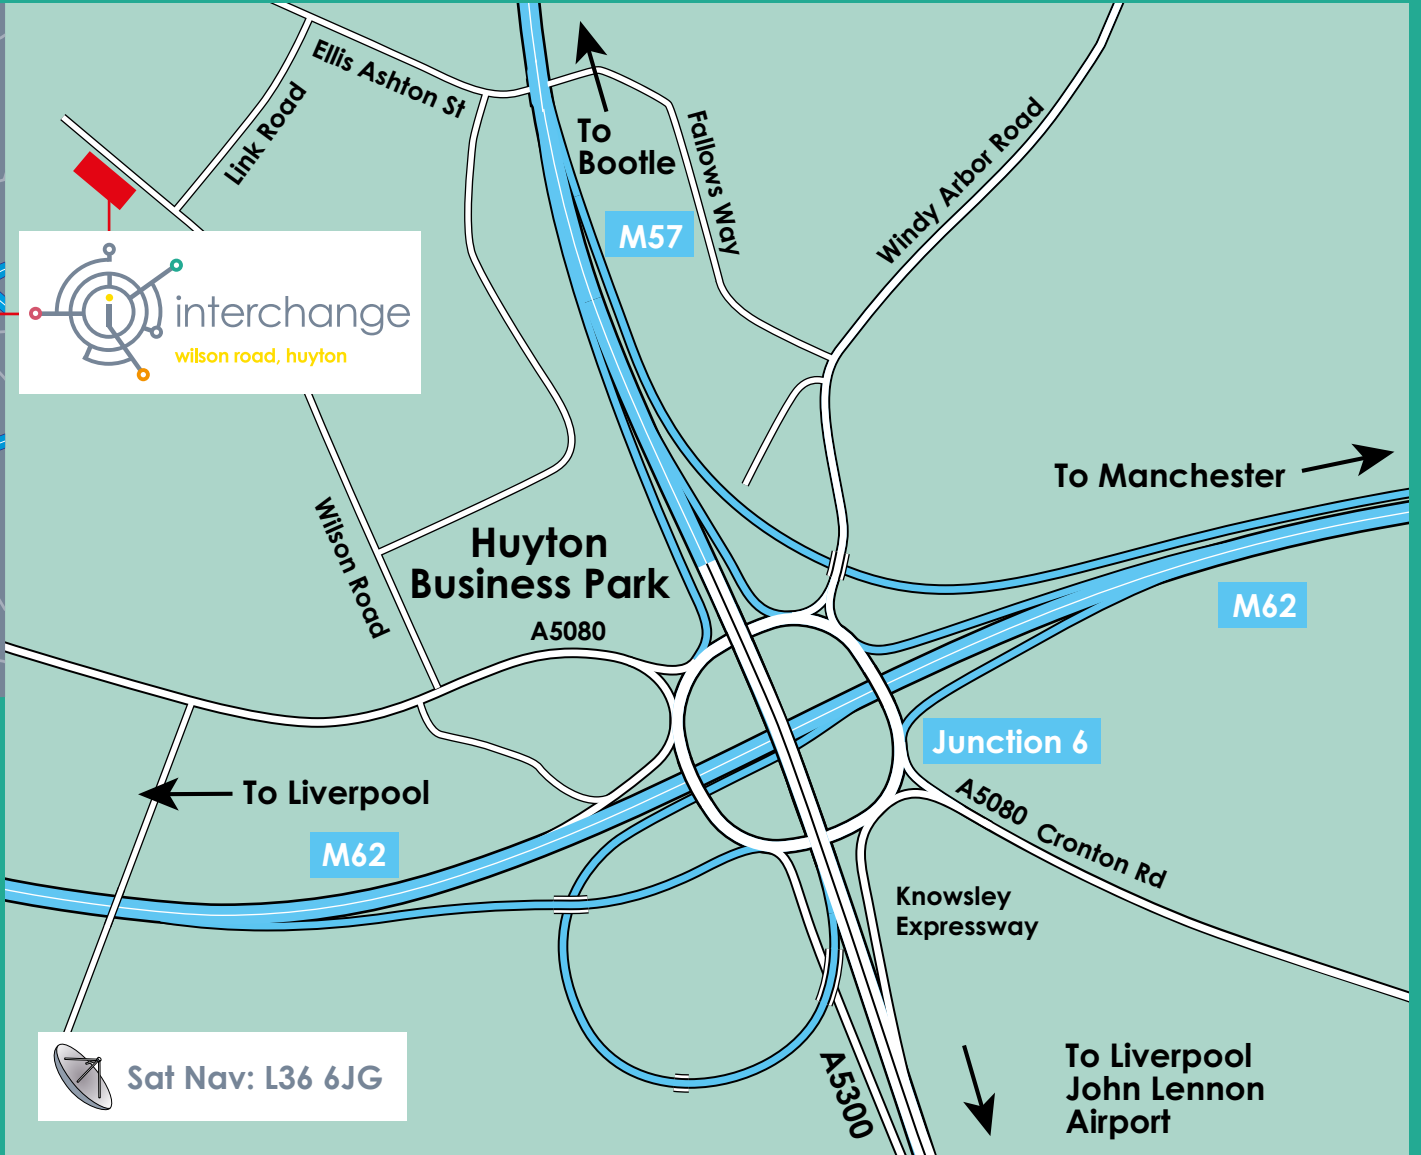 Ellis Ashton St
Link Road
To
Bootle
Fallows Way
Windy Arbor Road
M57
i
interchange
wilson road, huyton
To Manchester
Wilson Road
Huyton
Business Park
A5080
M62
Junction 6
To Liverpool
M62
A5080 Cronton Rd
Knowsley
Expressway
A5300
To Liverpool
John Lennon
Airport
Sat Nav: L36 6JG